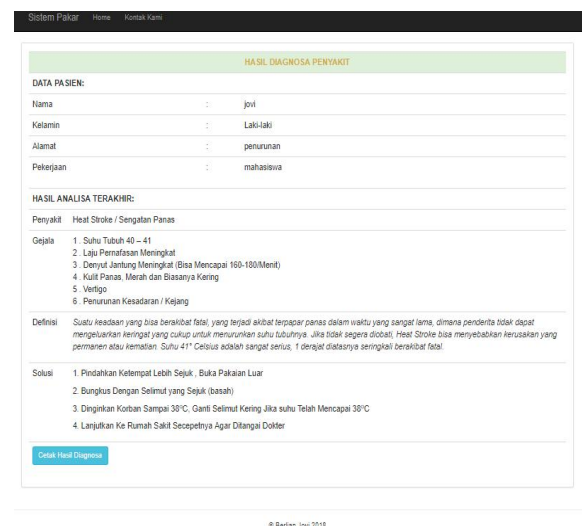 Sistem Pakar Home Kontak Kami
HASIL DIAGNOSA PENYAKIT
DATA PASIEN:
Nama : jovi
Kelamin : Laki-laki
Alamat : penurunan
Pekerjaan : mahasiswa
HASIL ANALISA TERAKHIR:
Penyakit Heat Stroke / Sengatan Panas
Gejala 1 . Suhu Tubuh 40 – 41
2 . Laju Pernafasan Meningkat
3 . Denyut Jantung Meningkat (Bisa Mencapai 160-180/Menit)
4 . Kulit Panas, Merah dan Biasanya Kering
5 . Vertigo
6 . Penurunan Kesadaran / Kejang
Definisi Suatu keadaan yang bisa berakibat fatal, yang terjadi akibat terpapar panas dalam waktu yang sangat lama, dimana penderita tidak dapat
mengeluarkan keringat yang cukup untuk menurunkan suhu tubuhnya. Jika tidak segera diobati, Heat Stroke bisa menyebabkan kerusakan yang
permanen atau kematian. Suhu 41° Celsius adalah sangat serius, 1 derajat diatasnya seringkali berakibat fatal.
Solusi 1. Pindahkan Ketempat Lebih Sejuk , Buka Pakaian Luar
2. Bungkus Dengan Selimut yang Sejuk (basah)
3. Dinginkan Korban Sampai 38°C, Ganti Selimut Kering Jika suhu Telah Mencapai 38°C
4. Lanjutkan Ke Rumah Sakit Secepetnya Agar Ditangai Dokter
Cetak Hasil Diagnosa
© Berlian Jovi 2018